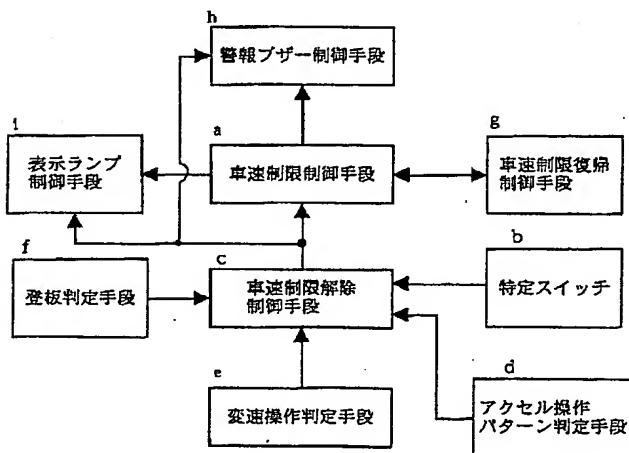 h
警報ブザー制御手段
i
表示ランプ
制御手段
a
車速制限制御手段
g
車速制限復帰
制御手段
f
登板判定手段
c
車速制限解除
制御手段
b
特定スイッチ
e
変速操作判定手段
d
アクセル操作
パターン判定手段